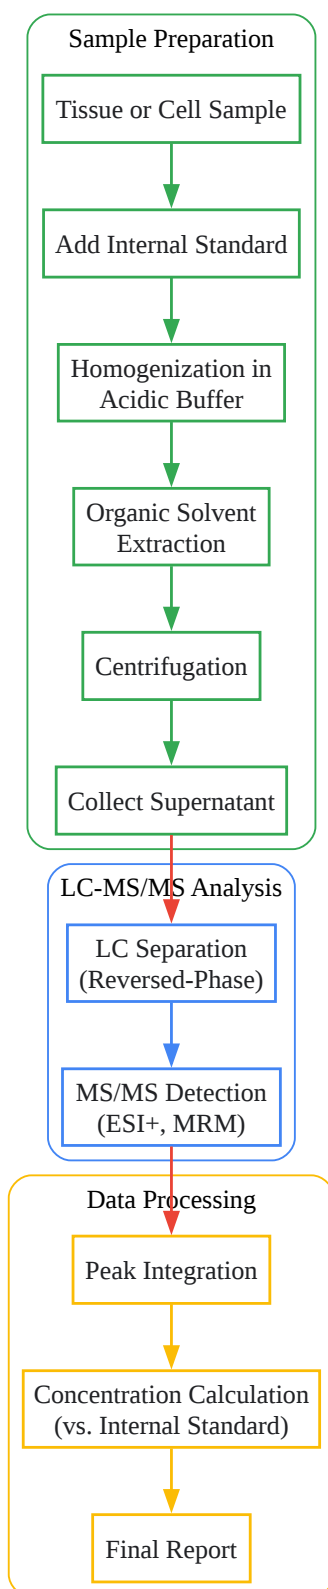 Sample Preparation
Tissue or Cell Sample
Add Internal Standard
Homogenization in
Acidic Buffer
Organic Solvent
Extraction
Centrifugation
Collect Supernatant
LC-MS/MS Analysis
LC Separation
(Reversed-Phase)
MS/MS Detection
(ESI+, MRM)
Data Processing
Peak Integration
Concentration Calculation
(vs. Internal Standard)
Final Report